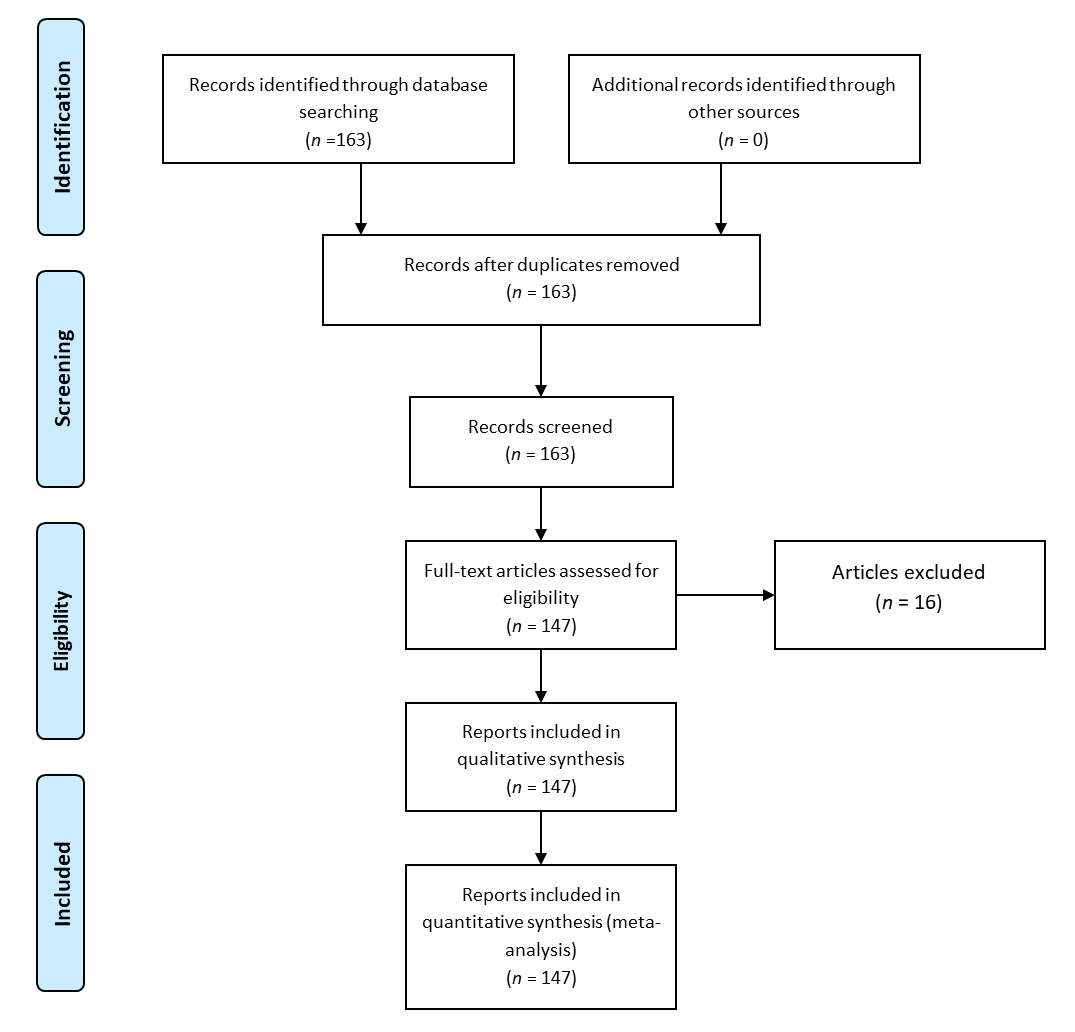 Identification
Records identified through database
searching
(n =163)
Additional records identified through
other sources
(n = 0)
Records after duplicates removed
(n = 163)
Screening
Records screened
(n = 163)
Eligibility
Full-text articles assessed for
eligibility
(n = 147)
Articles excluded
(n = 16)
Reports included in
qualitative synthesis
(n = 147)
Included
Reports included in
quantitative synthesis (meta-
analysis)
(n = 147)